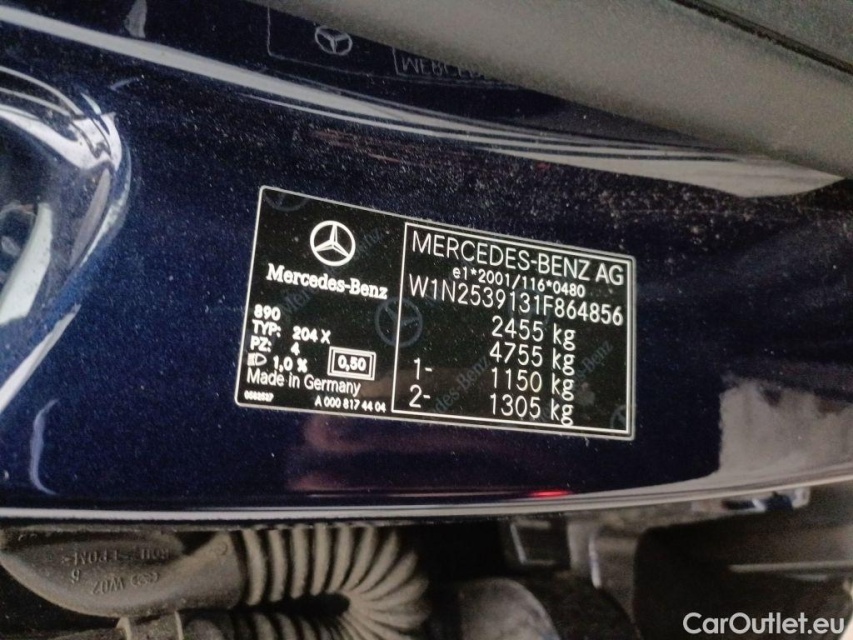 Mercedes-Benz
890
TYP: 204 X
PZ: 4
1,0 %
0,50
Made in Germany
A 000 817 44 04
MERCEDES-BENZ AG
e1*2001/116*0480
W1N2539131F864856
2455 kg
4755 kg
1- 1150 kg
2- 1305 kg
CarOutlet.eu